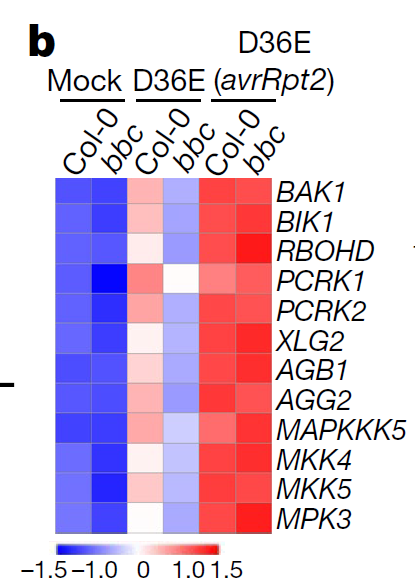 b
D36E
Mock D36E (avrRpt2)
Col-0 bbc Col-0 bbc Col-0 bbc
BAK1
BIK1
RBOHD
PCRK1
PCRK2
XLG2
AGB1
AGG2
MAPKKK5
MKK4
MKK5
MPK3
−1.5 −1.0 0 1.0 1.5